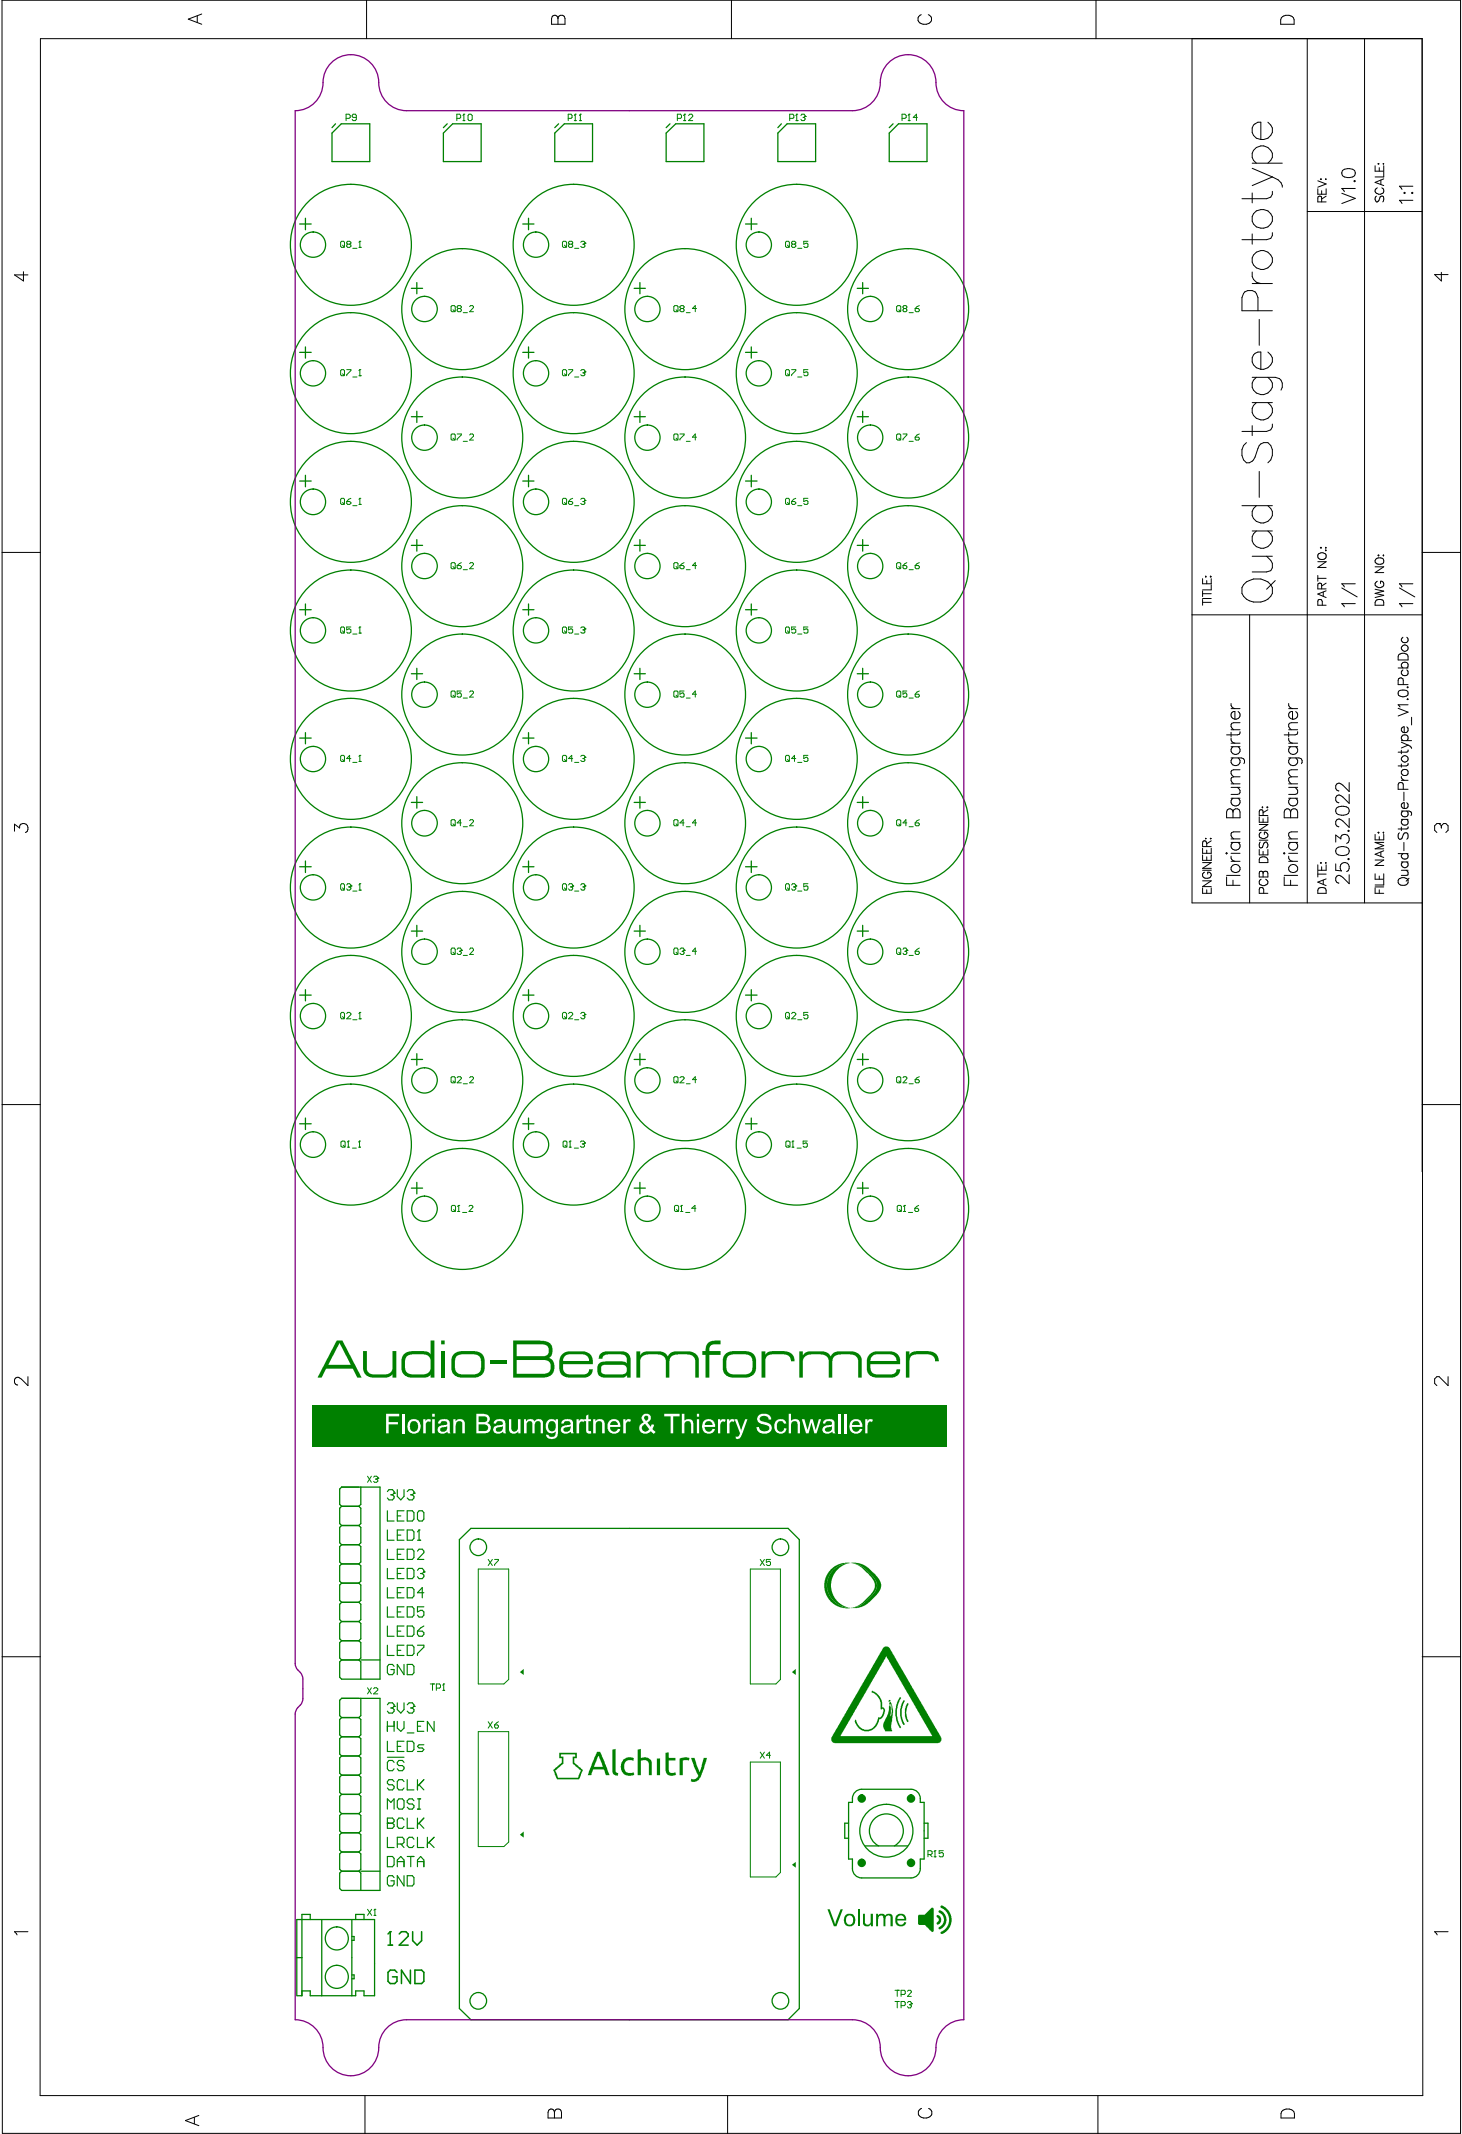 A B C D
P9 P10 P11 P12 P13 P14
+ + +
Q8_1 Q8_3 Q8_5
+ + +
Q8_2 Q8_4 Q8_6
+ + +
Q7_1 Q7_3 Q7_5
+ + +
Q7_2 Q7_4 Q7_6
+ + +
Q6_1 Q6_3 Q6_5
+ + +
Q6_2 Q6_4 Q6_6
+ + +
Q5_1 Q5_3 Q5_5
+ + +
Q5_2 Q5_4 Q5_6
+ + +
Q4_1 Q4_3 Q4_5
+ + +
Q4_2 Q4_4 Q4_6
+ + +
Q3_1 Q3_3 Q3_5
+ + +
Q3_2 Q3_4 Q3_6
+ + +
Q2_1 Q2_3 Q2_5
+ + +
Q2_2 Q2_4 Q2_6
+ + +
Q1_1 Q1_3 Q1_5
+ + +
Q1_2 Q1_4 Q1_6
Audio-Beamformer
Florian Baumgartner & Thierry Schwaller
X3
3V3
LED0
LED1
LED2
LED3
LED4
LED5
LED6
LED7
GND
TP1
X2
3V3
HV_EN
LEDs
CS
SCLK
MOSI
BCLK
LRCLK
DATA
GND
X1
12V
GND
X7
X5
X6
X4
Alchitry
R15
Volume
TP2
TP3
TITLE:
Quad-Stage-Prototype
ENGINEER:
Florian Baumgartner
PCB DESIGNER:
Florian Baumgartner
DATE:
25.03.2022
PART NO.:
1/1
REV:
V1.0
FILE NAME:
Quad-Stage-Prototype_V1.0.PcbDoc
DWG NO:
1/1
SCALE:
1:1
4
3
2
1
4
3
2
1
A B C D